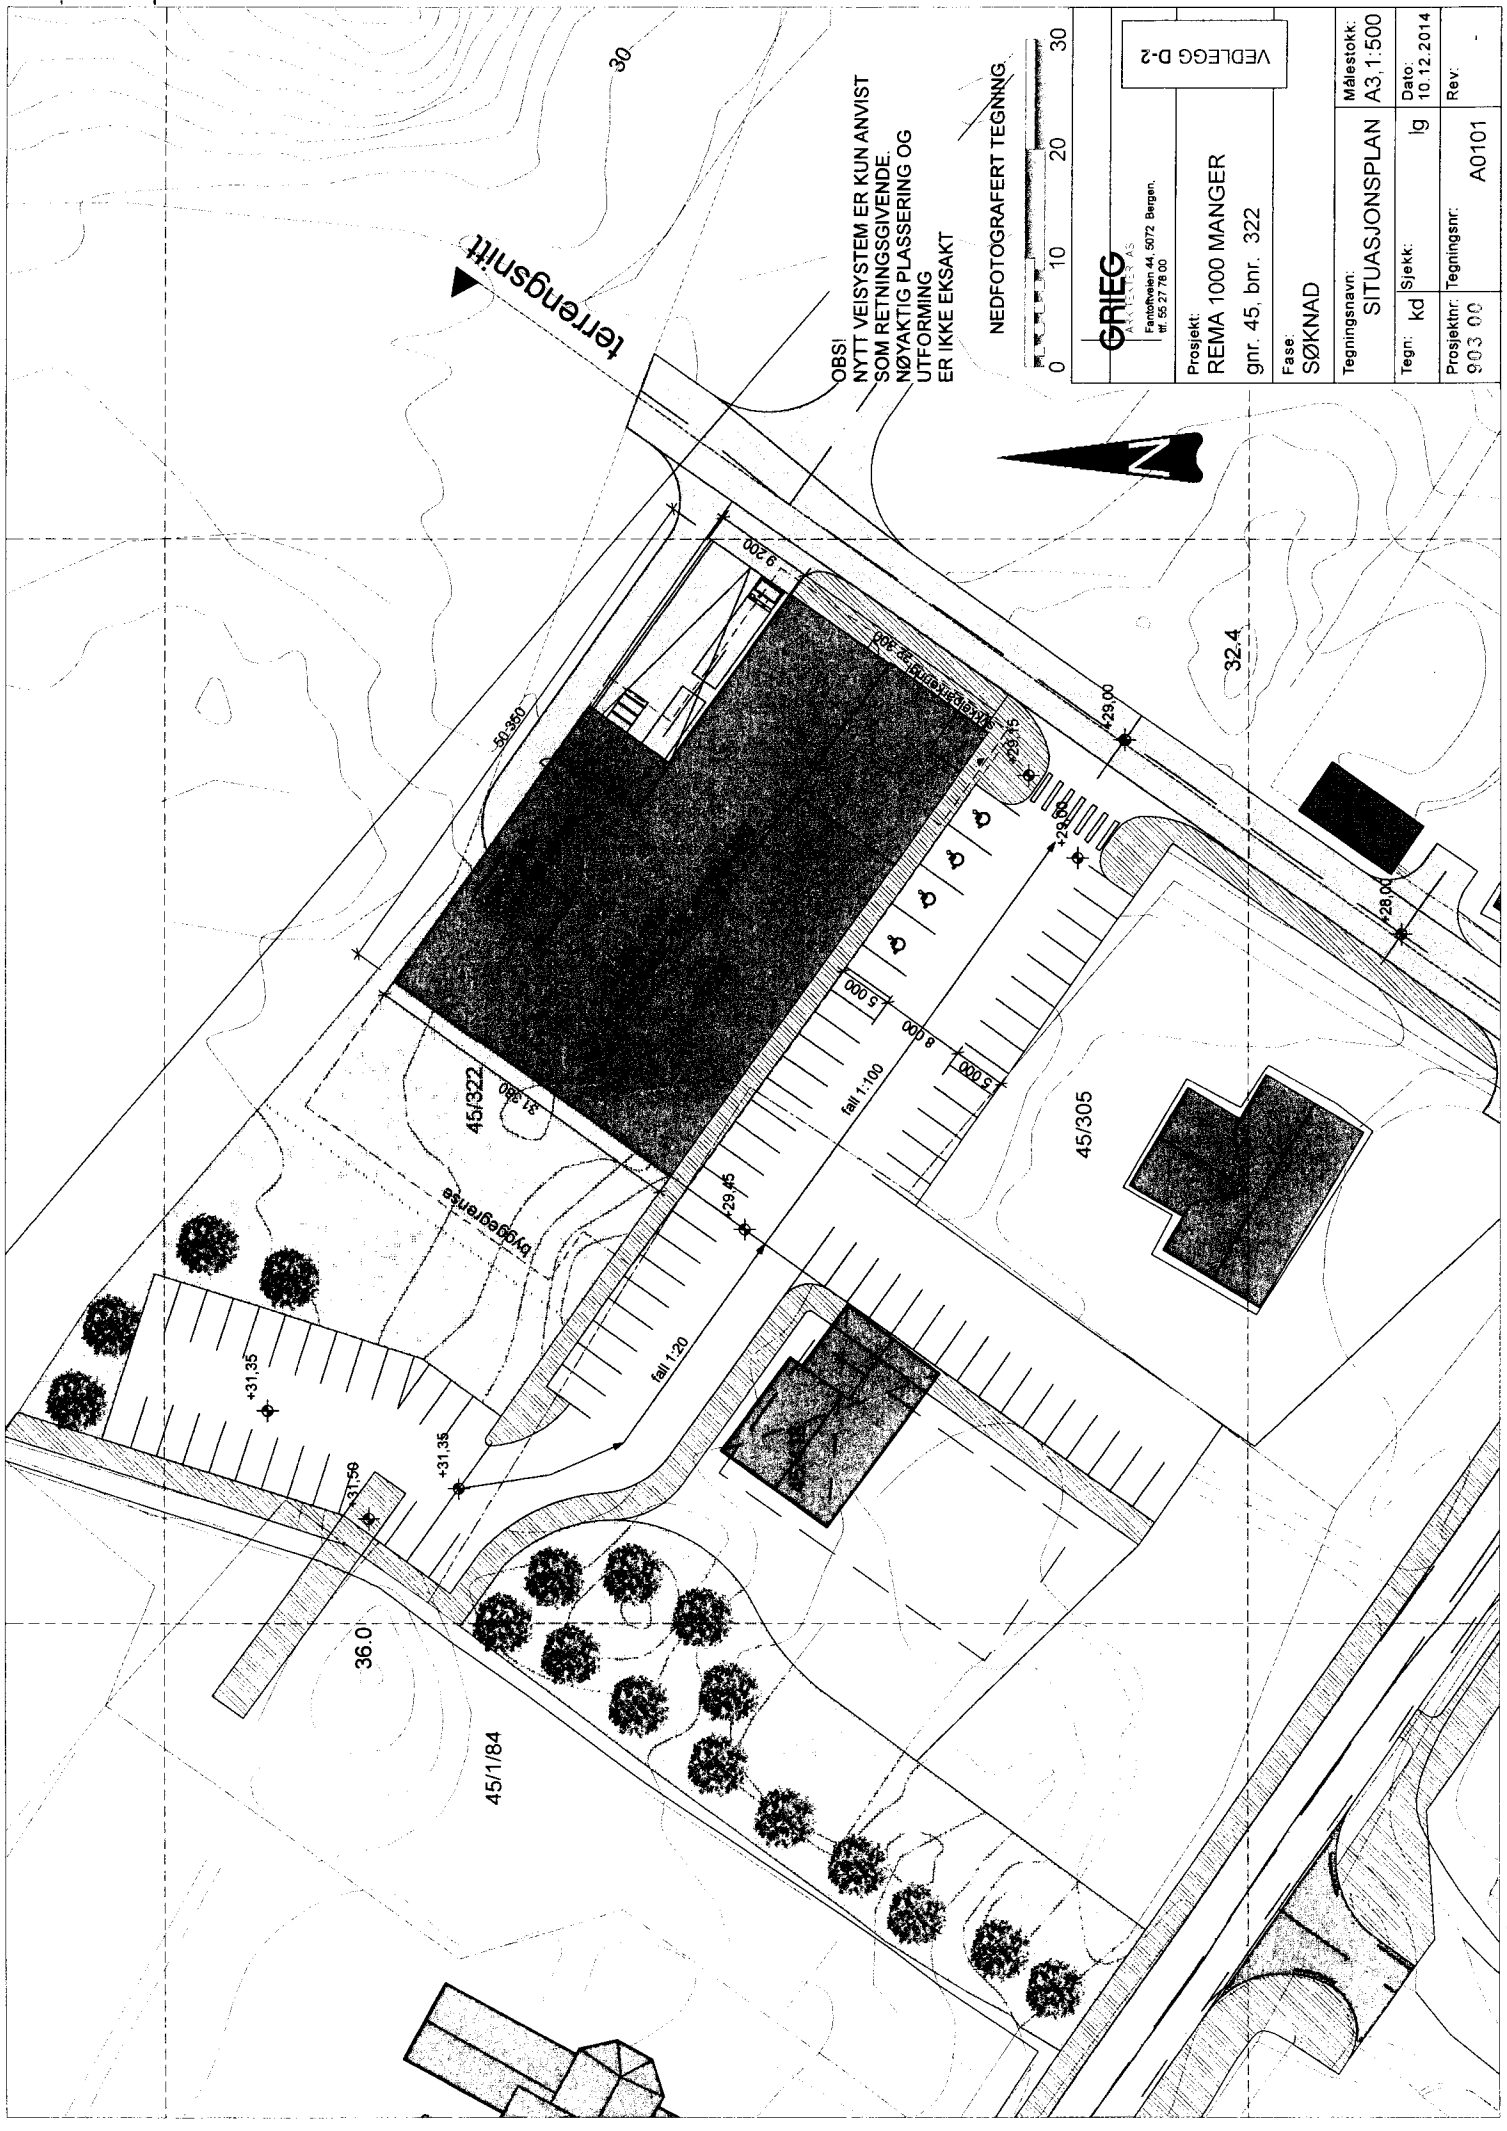 terrengsnitt
30
OBS!
NYTT VEISYSTEM ER KUN ANVIST
SOM RETNINGSGIVENDE.
NØYAKTIG PLASSERING OG
UTFORMING
ER IKKE EKSAKT
NEDFOTOGRAFERT TEGNING
0 10 20 30
GRIEG
Fantoftveien 44, 5072 Bergen.
tlf. 55 27 78 00
VEDLEGG D-2
Prosjekt:
REMA 1000 MANGER
gnr. 45, bnr. 322
Fase:
SØKNAD
Tegningsnavn:
SITUASJONSPLAN
Målestokk:
A3, 1:500
Tegn: kd
Sjekk: lg
Dato:
10.12.2014
Prosjektnr:
903 00
Tegningsnr:
A0101
Rev:
-
N
9 200
50 350
31 380
+29,15
+29,00
+29,00
+28,00
32.4
5 000
8 000
5 000
fall 1:100
fall 1:20
45/322
45/305
byggegrense
+29,45
+31,35
+31,35
+31,50
36.0
45/1/84